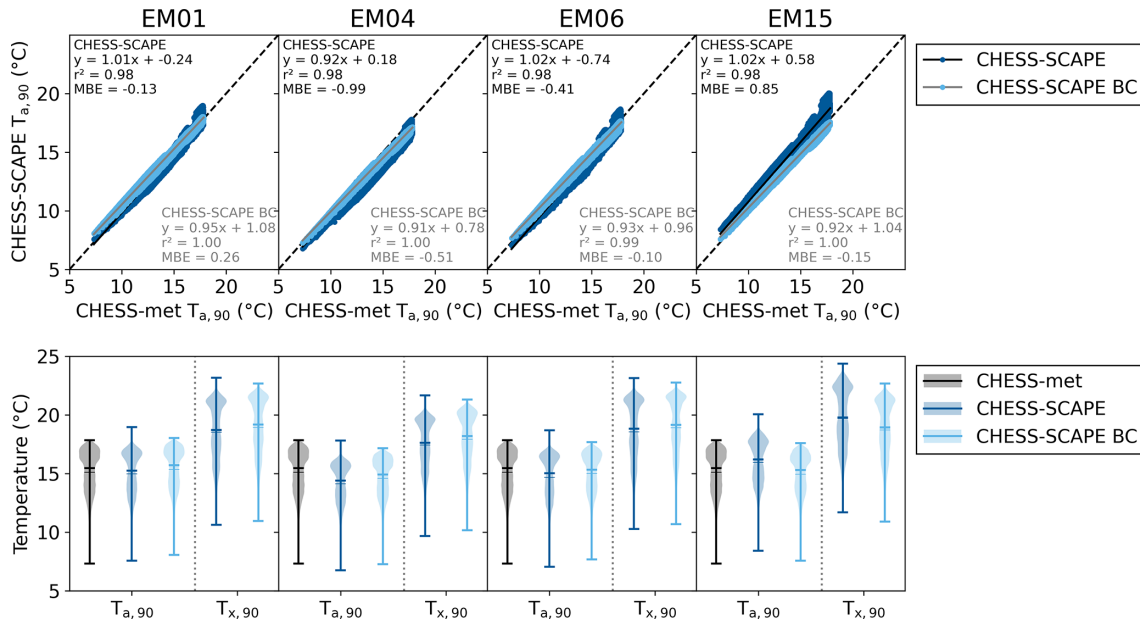 EM01 EM04 EM06 EM15
CHESS-SCAPE
y = 1.01x + -0.24
r² = 0.98
MBE = -0.13
CHESS-SCAPE BC
y = 0.95x + 1.08
r² = 1.00
MBE = 0.26
CHESS-SCAPE
y = 0.92x + 0.18
r² = 0.98
MBE = -0.99
CHESS-SCAPE BC
y = 0.91x + 0.78
r² = 1.00
MBE = -0.51
CHESS-SCAPE
y = 1.02x + -0.74
r² = 0.98
MBE = -0.41
CHESS-SCAPE BC
y = 0.93x + 0.96
r² = 0.99
MBE = -0.10
CHESS-SCAPE
y = 1.02x + 0.58
r² = 0.98
MBE = 0.85
CHESS-SCAPE BC
y = 0.92x + 1.04
r² = 1.00
MBE = -0.15
CHESS-SCAPE Ta, 90 (°C)
20
15
10
5
5 10 15 20 10 15 20 10 15 20 10 15 20
CHESS-met Ta, 90 (°C) CHESS-met Ta, 90 (°C) CHESS-met Ta, 90 (°C) CHESS-met Ta, 90 (°C)
CHESS-SCAPE
CHESS-SCAPE BC
Temperature (°C)
25
20
15
10
5
Ta, 90 Tx, 90 Ta, 90 Tx, 90 Ta, 90 Tx, 90 Ta, 90 Tx, 90
CHESS-met
CHESS-SCAPE
CHESS-SCAPE BC